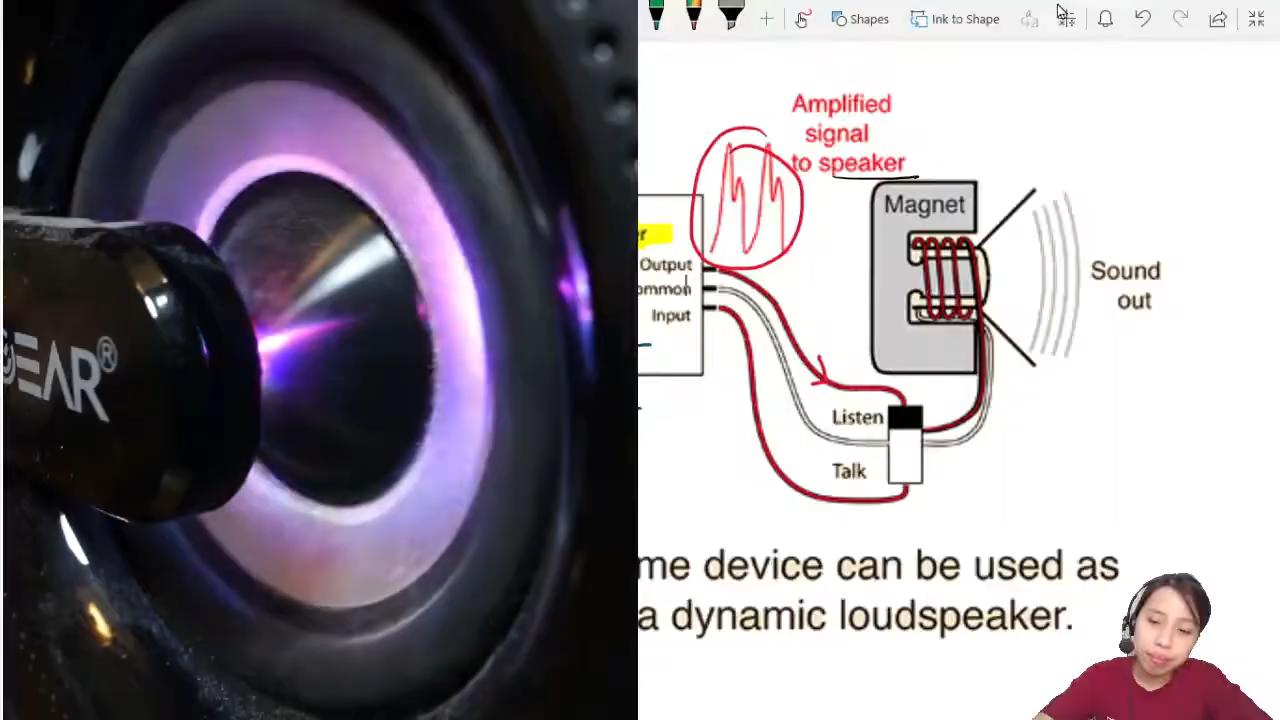 Shapes
Ink to Shape
Amplified
signal
to speaker
Magnet
Output
Input
Sound
out
Listen
Talk
EAR®
me device can be used as
a dynamic loudspeaker.